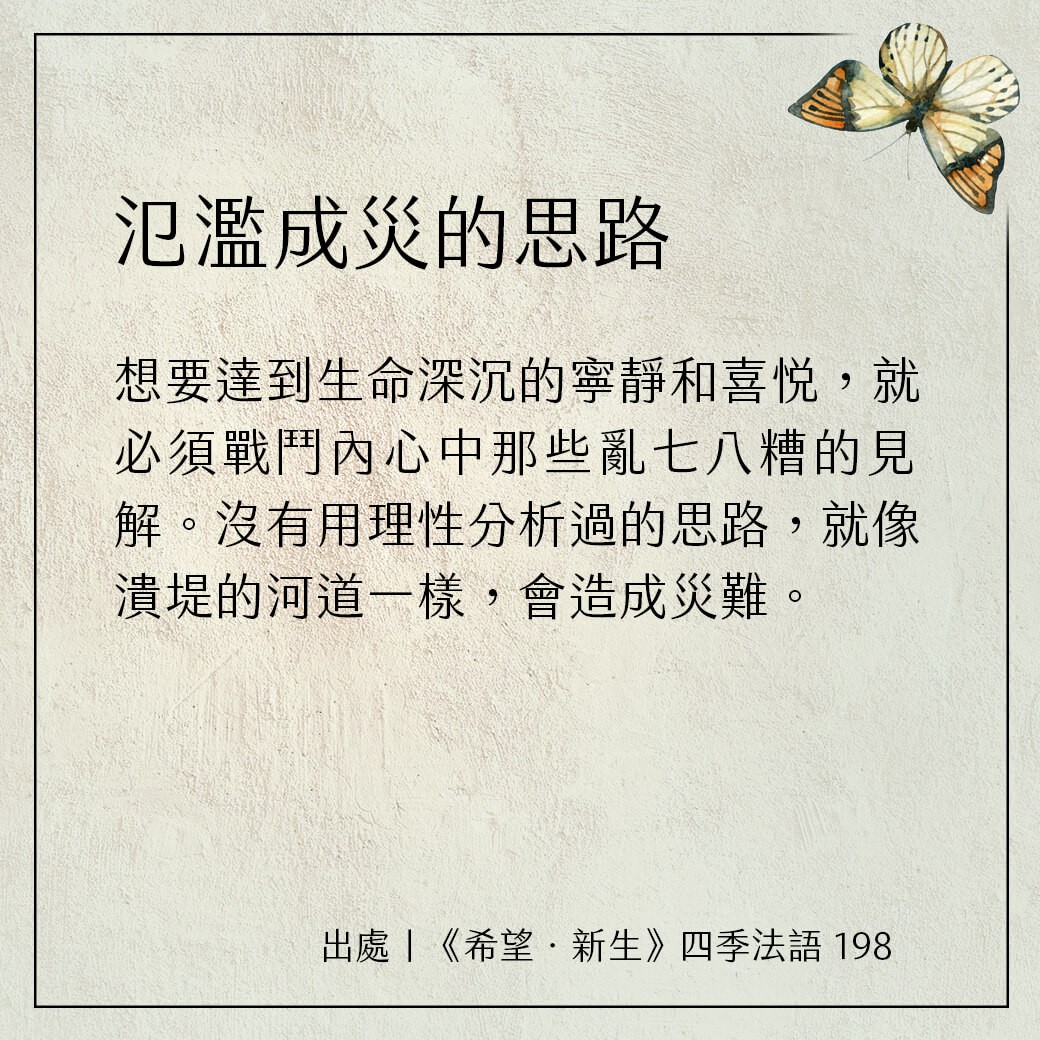 氾濫成災的思路
想要達到生命深沉的寧靜和喜悦，就
必須戰鬥內心中那些亂七八糟的見
解。沒有用理性分析過的思路，就像
潰堤的河道一樣，會造成災難。
出處｜《希望．新生》四季法語 198